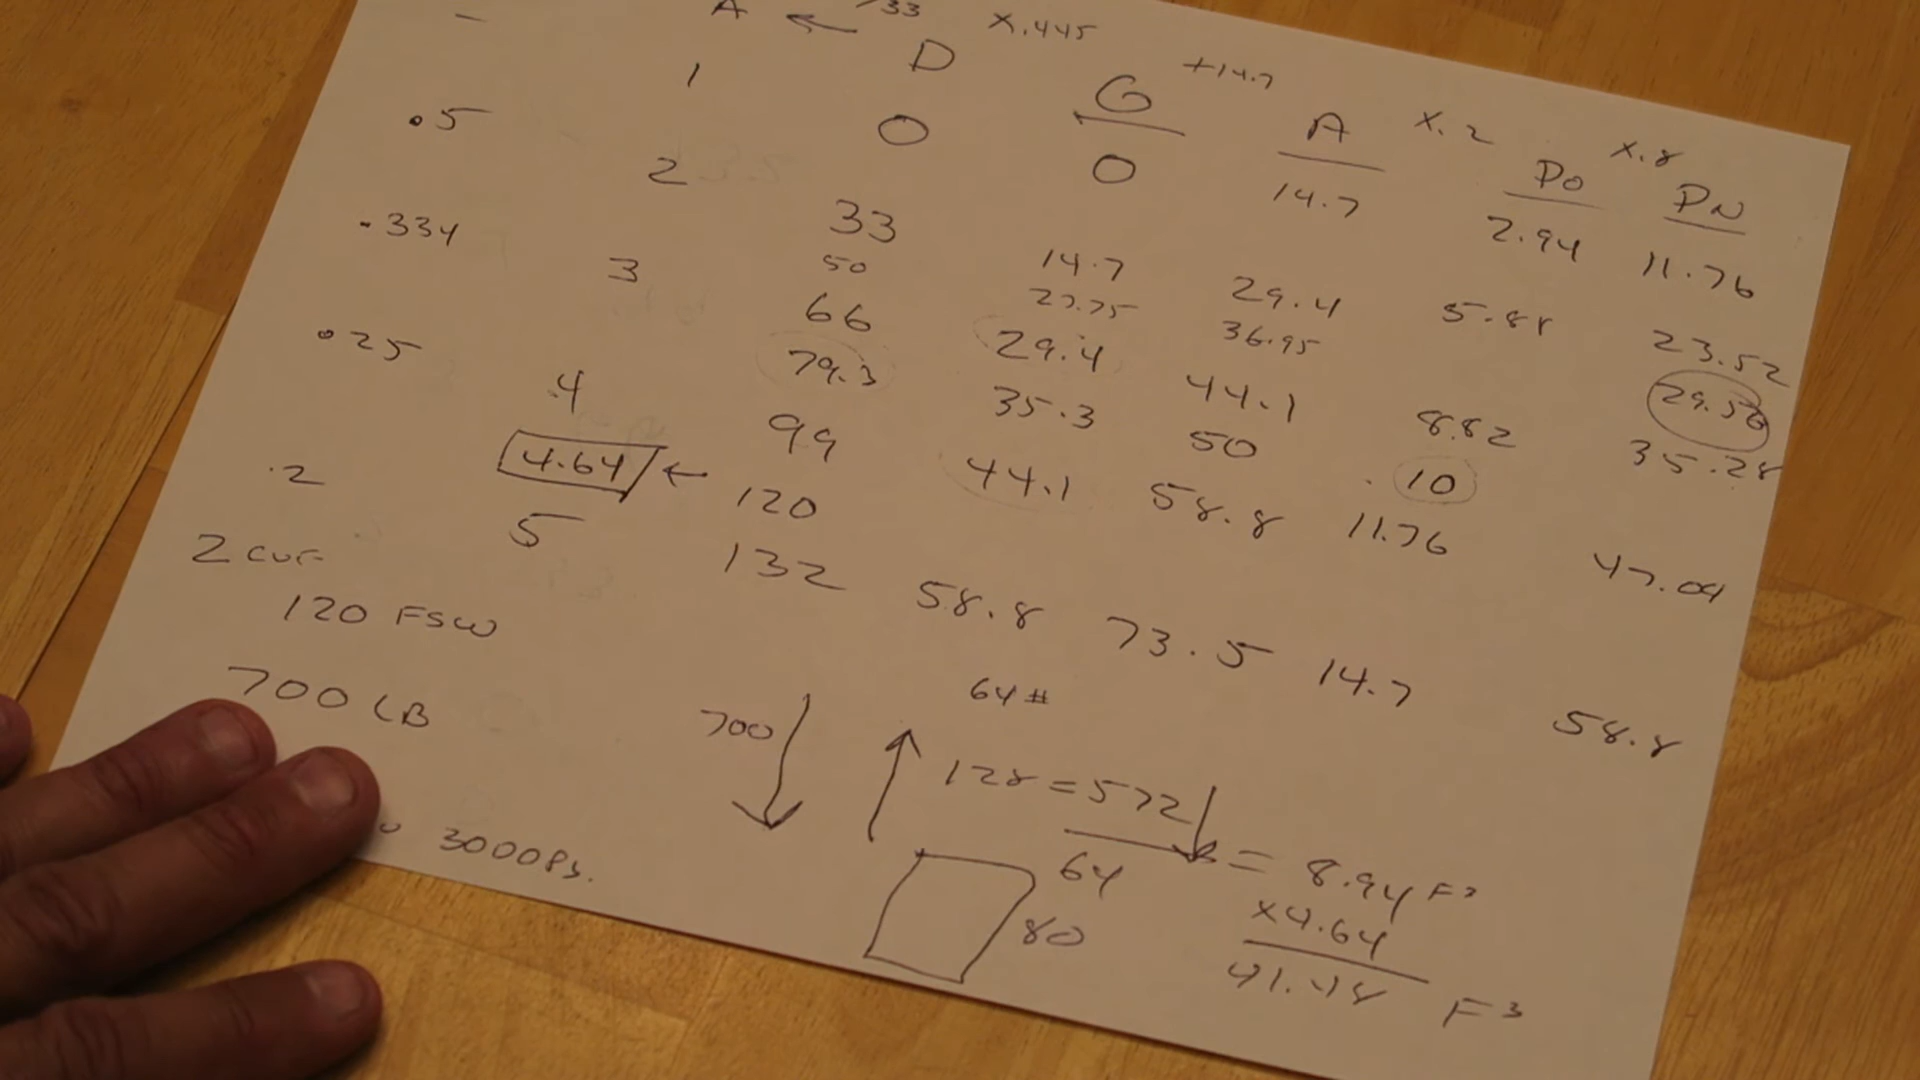 A ← D /33 x.445 G +14.7 A x.2 PO x.8 PN
1 0 0 14.7 2.94 11.76
.5 2 33 14.7 29.4 5.88 23.52
50 22.25 36.95 29.56
.334 3 66 29.4 44.1 8.82 35.28
79.3 35.3 50 10
.25 4 99 44.1 58.8 11.76 47.04
4.64 ← 120
.2 5 132 58.8 73.5 14.7 58.8
2 CUF
120 FSW
700 LB
64#
700 ↓ ↑ 128 = 572 ↓
64
= 8.94 F3
x4.64
41.48 F3
80
3000 PSI